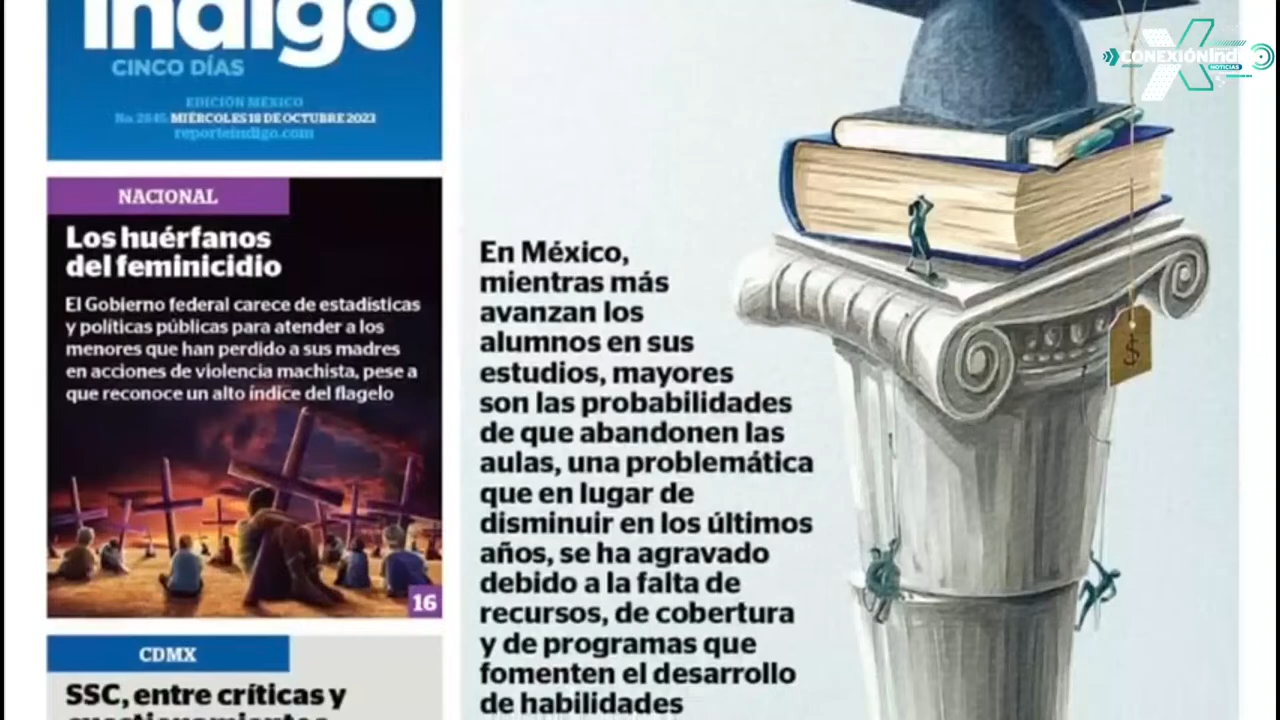 indigo
CINCO DÍAS
EDICIÓN MÉXICO
No. 2845: MIÉRCOLES 18 DE OCTUBRE 2023
reporteindigo.com
NACIONAL
Los huérfanos
del feminicidio
El Gobierno federal carece de estadísticas
y políticas públicas para atender a los
menores que han perdido a sus madres
en acciones de violencia machista, pese a
que reconoce un alto índice del flagelo
16
CDMX
SSC, entre críticas y
cuestionamientos
En México,
mientras más
avanzan los
alumnos en sus
estudios, mayores
son las probabilidades
de que abandonen las
aulas, una problemática
que en lugar de
disminuir en los últimos
años, se ha agravado
debido a la falta de
recursos, de cobertura
y de programas que
fomenten el desarrollo
de habilidades
$
CONEXIÓNIndigo
NOTICIAS